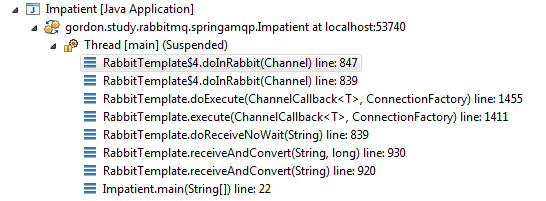 Impatient [Java Application]
gordon.study.rabbitmq.springamqp.Impatient at localhost:53740
Thread [main] (Suspended)
RabbitTemplate$4.doInRabbit(Channel) line: 847
RabbitTemplate$4.doInRabbit(Channel) line: 839
RabbitTemplate.doExecute(ChannelCallback<T>, ConnectionFactory) line: 1455
RabbitTemplate.execute(ChannelCallback<T>, ConnectionFactory) line: 1411
RabbitTemplate.doReceiveNoWait(String) line: 839
RabbitTemplate.receiveAndConvert(String, long) line: 930
RabbitTemplate.receiveAndConvert(String) line: 920
Impatient.main(String[]) line: 22